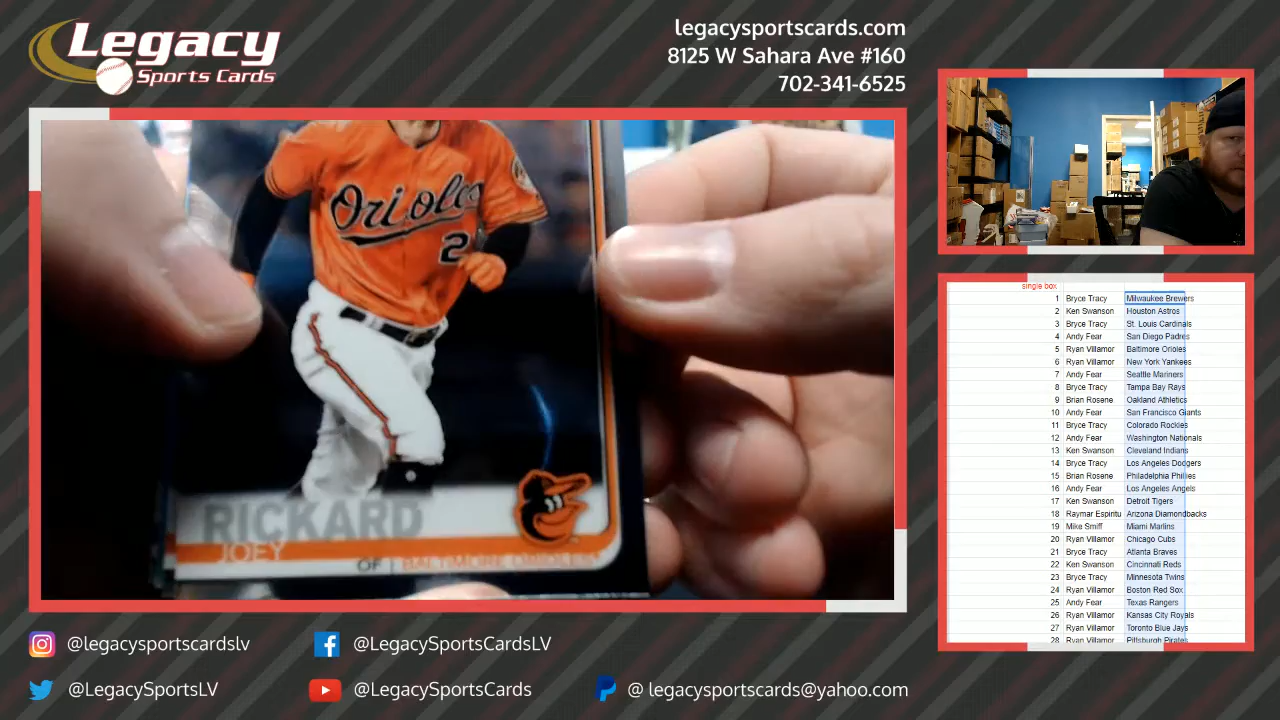 Legacy
Sports Cards
legacysportscards.com
8125 W Sahara Ave #160
702-341-6525
Orioles
2
RICKARD
JOEY
OF | BALTIMORE ORIOLES
single box
1 Bryce Tracy Milwaukee Brewers
2 Ken Swanson Houston Astros
3 Bryce Tracy St. Louis Cardinals
4 Andy Fear San Diego Padres
5 Ryan Villamor Baltimore Orioles
6 Ryan Villamor New York Yankees
7 Andy Fear Seattle Mariners
8 Bryce Tracy Tampa Bay Rays
9 Brian Rosene Oakland Athletics
10 Andy Fear San Francisco Giants
11 Bryce Tracy Colorado Rockies
12 Andy Fear Washington Nationals
13 Ken Swanson Cleveland Indians
14 Bryce Tracy Los Angeles Dodgers
15 Brian Rosene Philadelphia Phillies
16 Andy Fear Los Angeles Angels
17 Ken Swanson Detroit Tigers
18 Raymar Espiritu Arizona Diamondbacks
19 Mike Smiff Miami Marlins
20 Ryan Villamor Chicago Cubs
21 Bryce Tracy Atlanta Braves
22 Ken Swanson Cincinnati Reds
23 Bryce Tracy Minnesota Twins
24 Ryan Villamor Boston Red Sox
25 Andy Fear Texas Rangers
26 Ryan Villamor Kansas City Royals
27 Ryan Villamor Toronto Blue Jays
28 Ryan Villamor Pittsburgh Pirates
@legacysportscardslv
@LegacySportsCardsLV
@LegacySportsLV
@LegacySportsCards
@ legacysportscards@yahoo.com